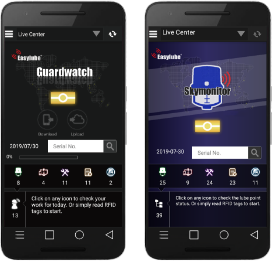 Live Center
Easylube
Guardwatch
Download Upload
2019/07/30 Serial No.
0%
8 4 11 11 2
Click on any icon to check your
work for today. Or simply read RFID
tags to start.
13
Live Center
Easylube
Skymonitor
2019-07-30 Serial No.
25 9 24 23 11
Click on any icon to check the lube point
status. Or simply read RFID tags to start.
39